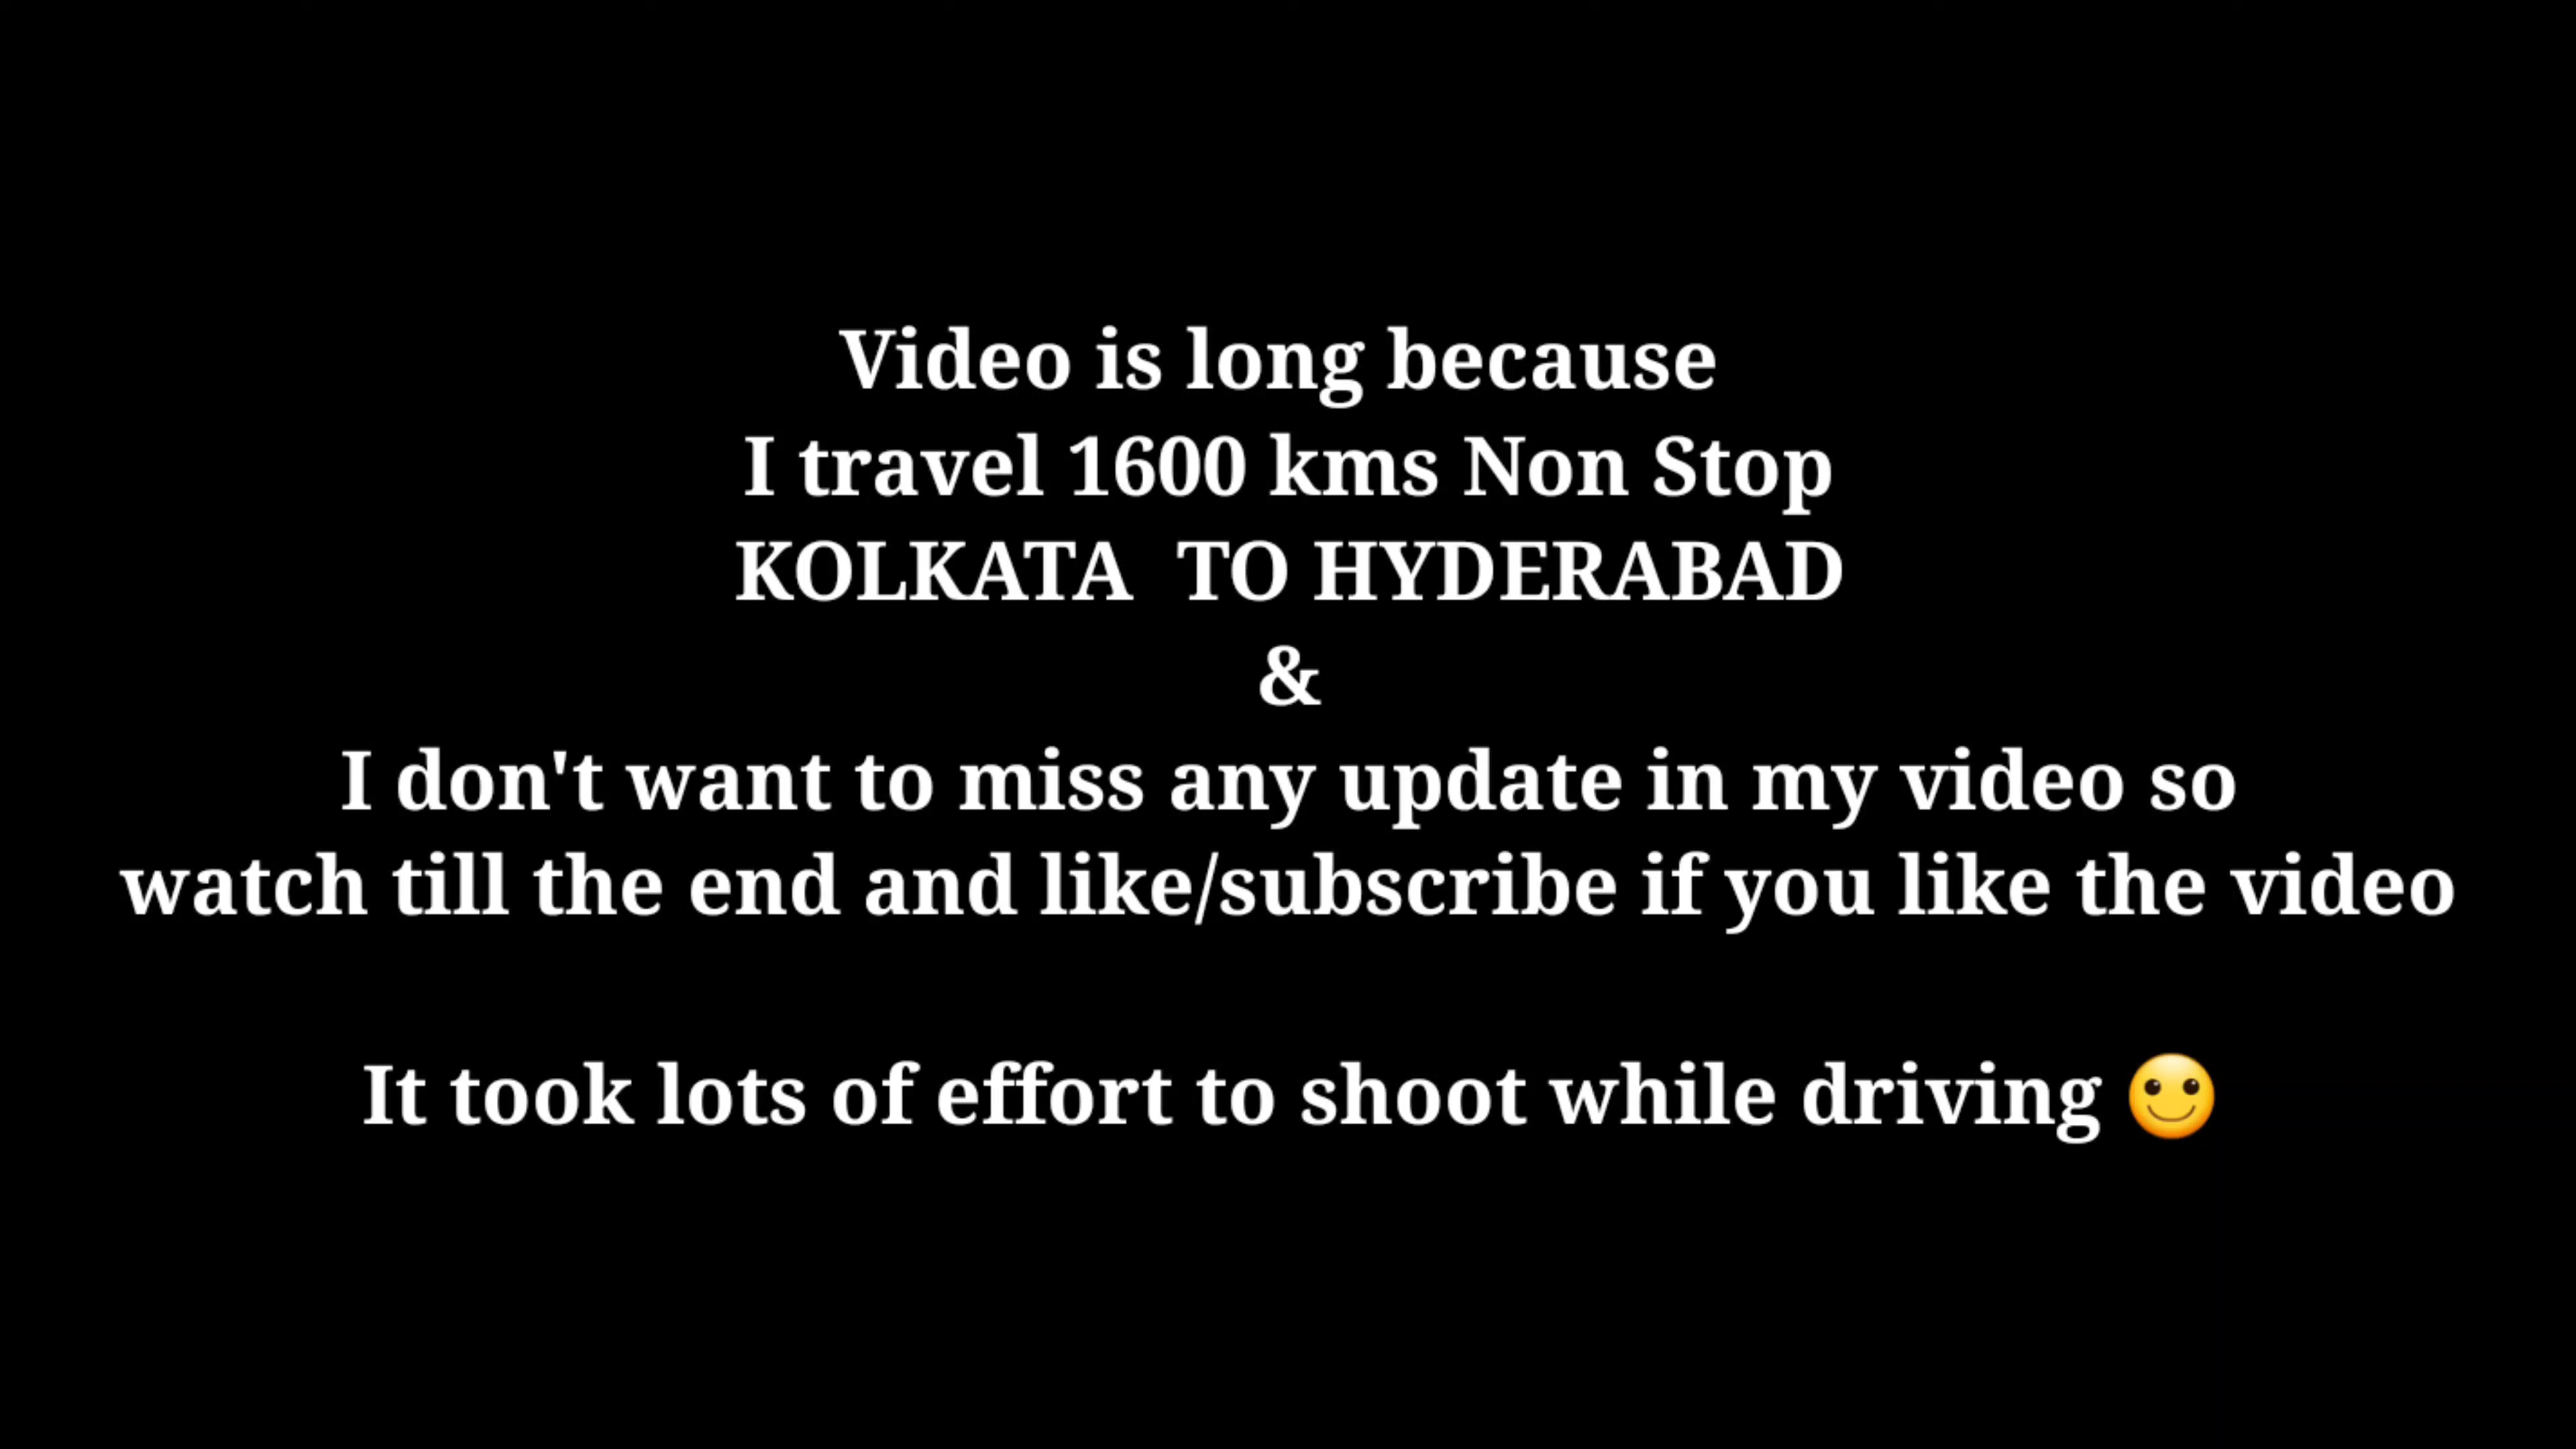 Video is long because
I travel 1600 kms Non Stop
KOLKATA  TO HYDERABAD
&
I don't want to miss any update in my video so
watch till the end and like/subscribe if you like the video
It took lots of effort to shoot while driving 🙂